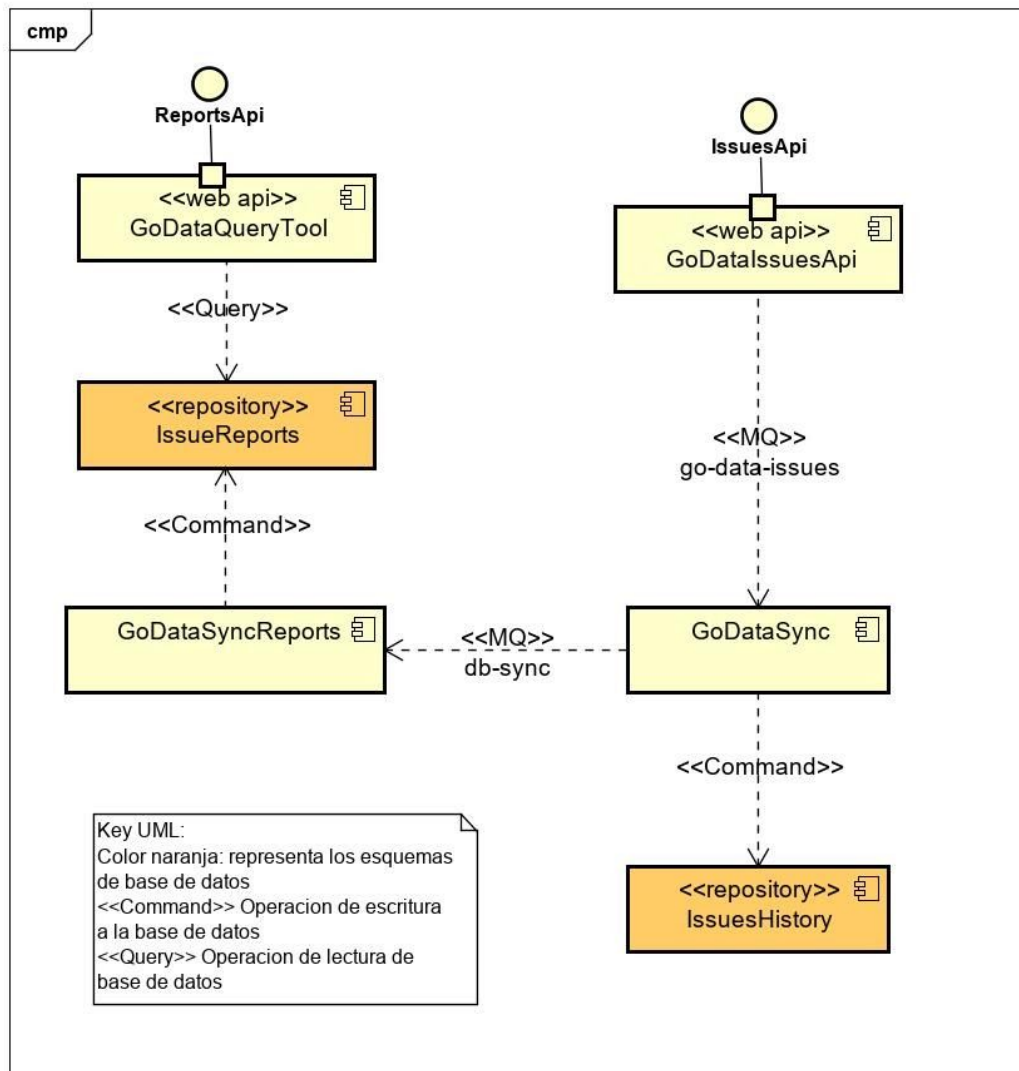 cmp
ReportsApi
IssuesApi
<<web api>>
GoDataQueryTool
<<web api>>
GoDataIssuesApi
<<Query>>
<<repository>>
IssueReports
<<MQ>>
go-data-issues
<<Command>>
GoDataSyncReports
<<MQ>>
db-sync
GoDataSync
<<Command>>
Key UML:
Color naranja: representa los esquemas
de base de datos
<<Command>> Operacion de escritura
a la base de datos
<<Query>> Operacion de lectura de
base de datos
<<repository>>
IssuesHistory